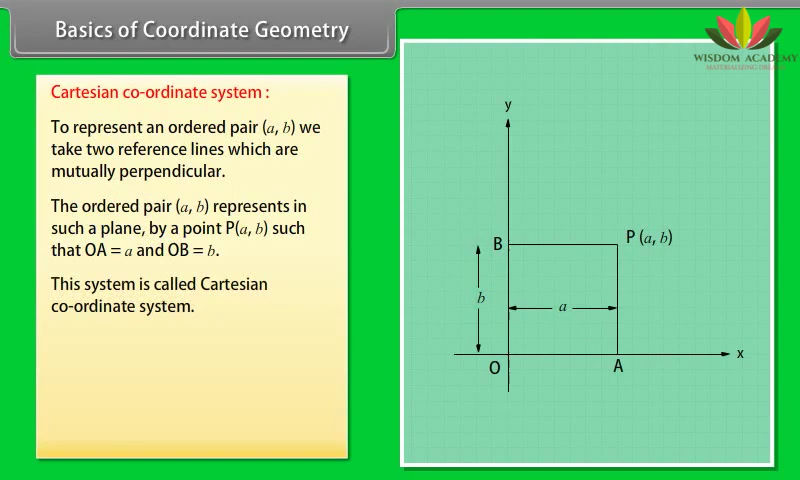 Basics of Coordinate Geometry
WISDOM ACADEMY
Cartesian co-ordinate system :
To represent an ordered pair (a, b) we
take two reference lines which are
mutually perpendicular.
The ordered pair (a, b) represents in
such a plane, by a point P(a, b) such
that OA = a and OB = b.
This system is called Cartesian
co-ordinate system.
y
B
P (a, b)
b
a
x
O
A